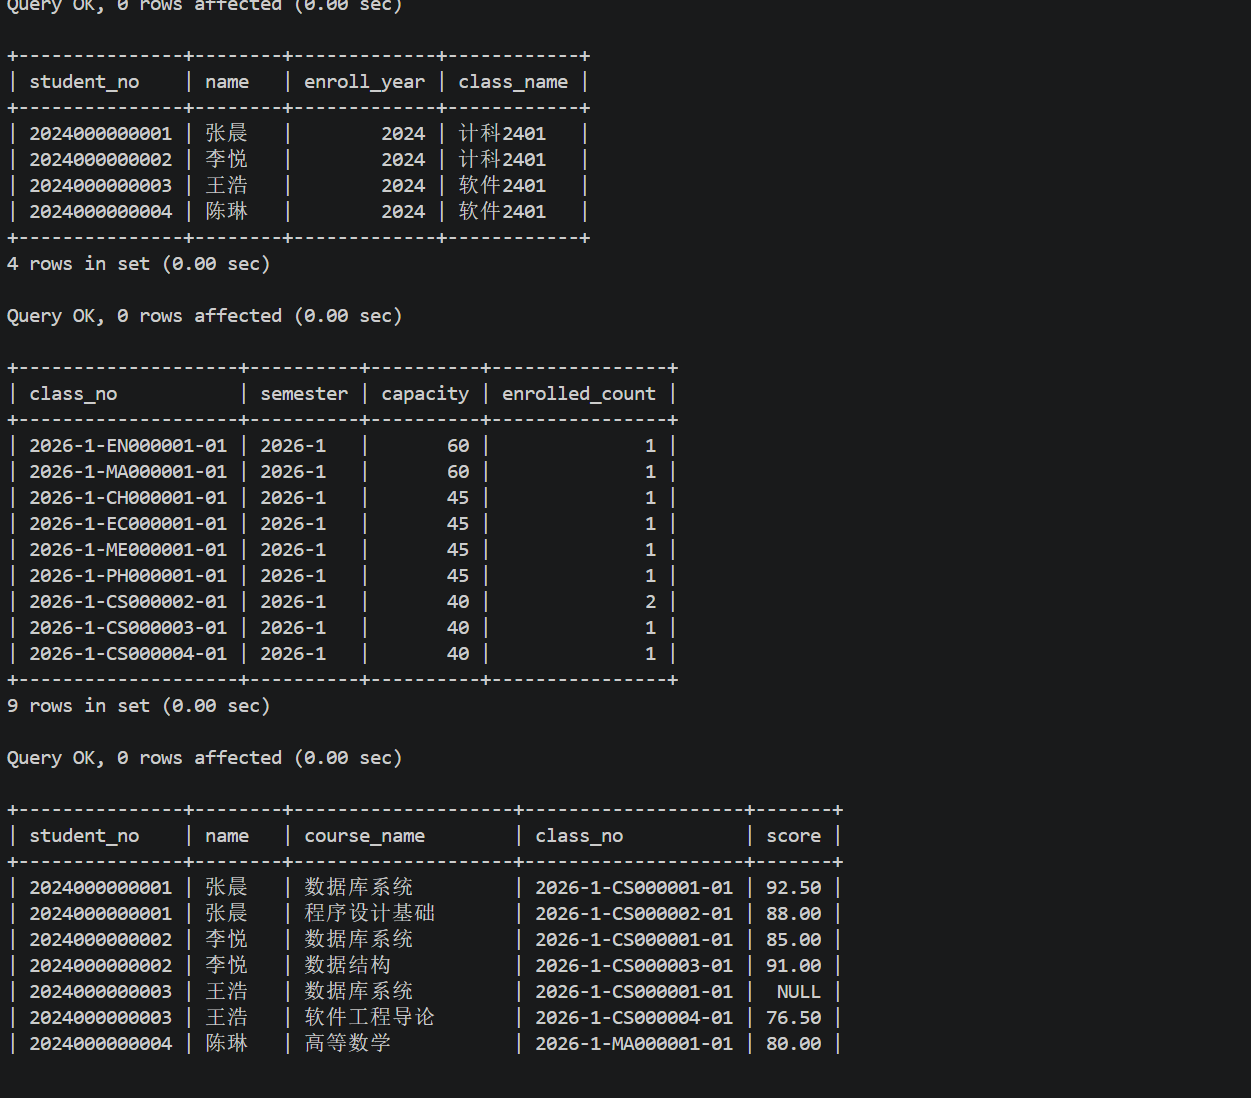 Query OK, 0 rows affected (0.00 sec)
+---------------+--------+-------------+------------+
| student_no    | name   | enroll_year | class_name |
+---------------+--------+-------------+------------+
| 2024000000001 | 张晨   |        2024 | 计科2401   |
| 2024000000002 | 李悦   |        2024 | 计科2401   |
| 2024000000003 | 王浩   |        2024 | 软件2401   |
| 2024000000004 | 陈琳   |        2024 | 软件2401   |
+---------------+--------+-------------+------------+
4 rows in set (0.00 sec)
Query OK, 0 rows affected (0.00 sec)
+--------------------+----------+----------+----------------+
| class_no           | semester | capacity | enrolled_count |
+--------------------+----------+----------+----------------+
| 2026-1-EN000001-01 | 2026-1   |       60 |              1 |
| 2026-1-MA000001-01 | 2026-1   |       60 |              1 |
| 2026-1-CH000001-01 | 2026-1   |       45 |              1 |
| 2026-1-EC000001-01 | 2026-1   |       45 |              1 |
| 2026-1-ME000001-01 | 2026-1   |       45 |              1 |
| 2026-1-PH000001-01 | 2026-1   |       45 |              1 |
| 2026-1-CS000002-01 | 2026-1   |       40 |              2 |
| 2026-1-CS000003-01 | 2026-1   |       40 |              1 |
| 2026-1-CS000004-01 | 2026-1   |       40 |              1 |
+--------------------+----------+----------+----------------+
9 rows in set (0.00 sec)
Query OK, 0 rows affected (0.00 sec)
+---------------+--------+--------------------+--------------------+-------+
| student_no    | name   | course_name        | class_no           | score |
+---------------+--------+--------------------+--------------------+-------+
| 2024000000001 | 张晨   | 数据库系统         | 2026-1-CS000001-01 | 92.50 |
| 2024000000001 | 张晨   | 程序设计基础       | 2026-1-CS000002-01 | 88.00 |
| 2024000000002 | 李悦   | 数据库系统         | 2026-1-CS000001-01 | 85.00 |
| 2024000000002 | 李悦   | 数据结构           | 2026-1-CS000003-01 | 91.00 |
| 2024000000003 | 王浩   | 数据库系统         | 2026-1-CS000001-01 |  NULL |
| 2024000000003 | 王浩   | 软件工程导论       | 2026-1-CS000004-01 | 76.50 |
| 2024000000004 | 陈琳   | 高等数学           | 2026-1-MA000001-01 | 80.00 |